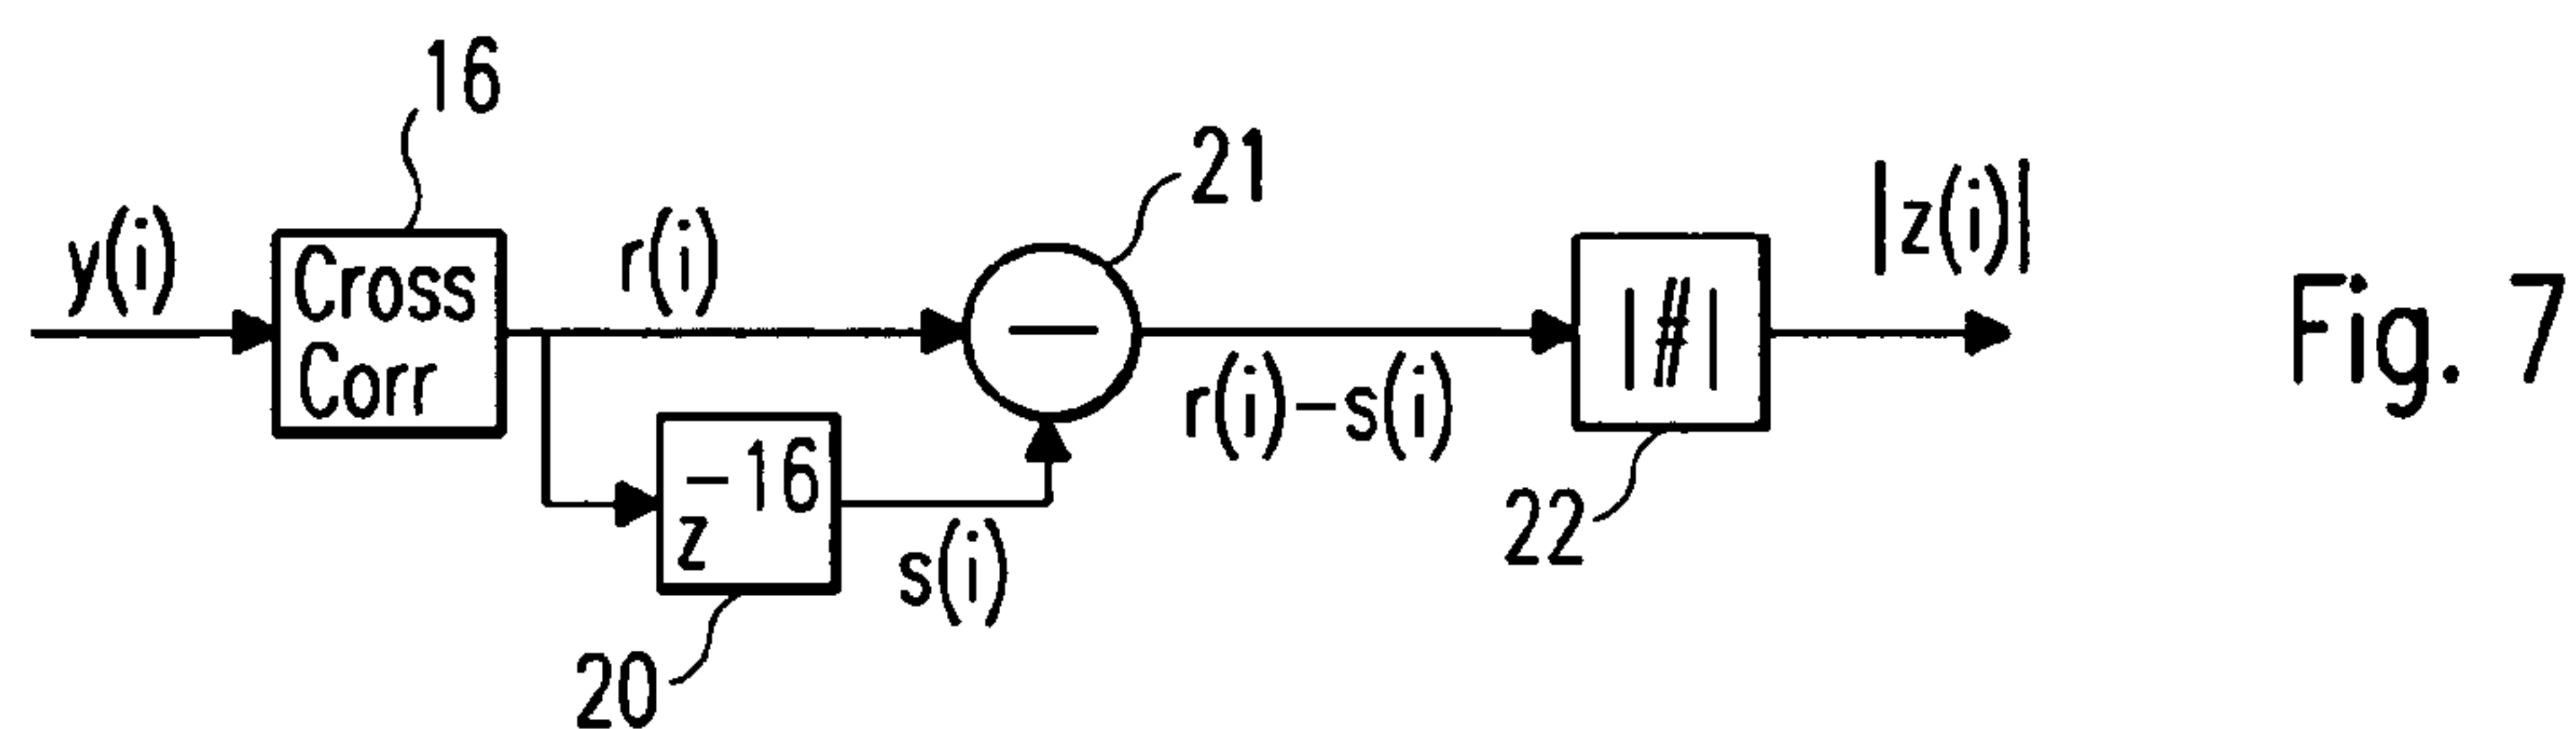 16
y(i)
Cross
Corr
r(i)
21
z^-16
s(i)
20
r(i)-s(i)
|#|
22
|z(i)|
Fig. 7